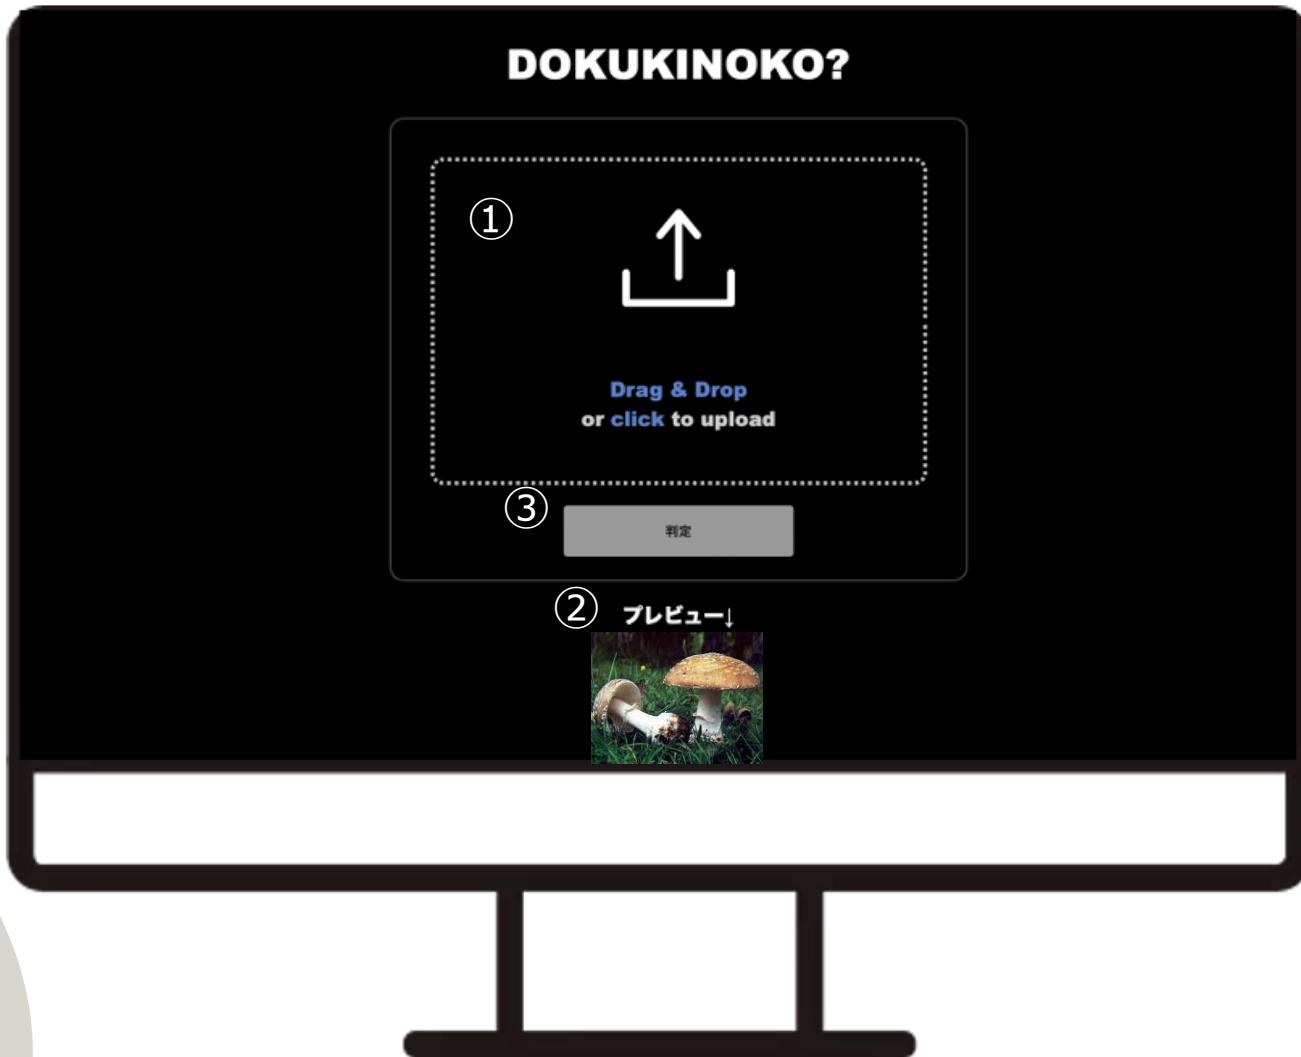 DOKUKINOKO?
①
Drag & Drop
or click to upload
③
判定
② プレビュー↓